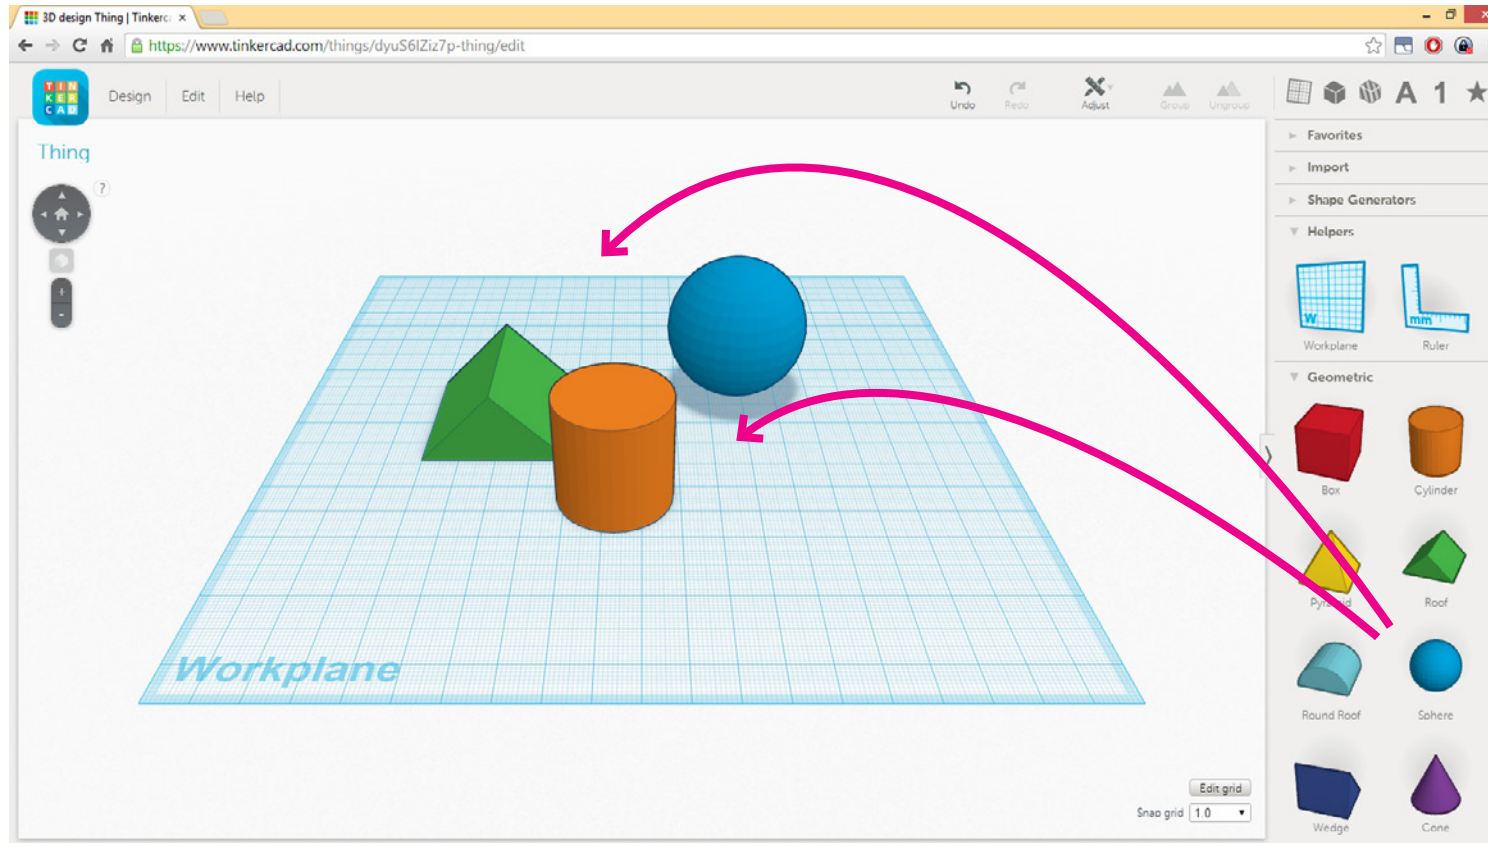 3D design Thing | Tinkerc
https://www.tinkercad.com/things/dyuS6IZiz7p-thing/edit
TIN
KER
CAD
Design Edit Help
Undo Redo Adjust Group Ungroup
A 1
Thing
?
Favorites
Import
Shape Generators
Helpers
W mm
Workplane Ruler
Geometric
Box Cylinder
Pyramid Roof
Round Roof Sphere
Wedge Cone
Workplane
Edit grid
Snap grid 1.0